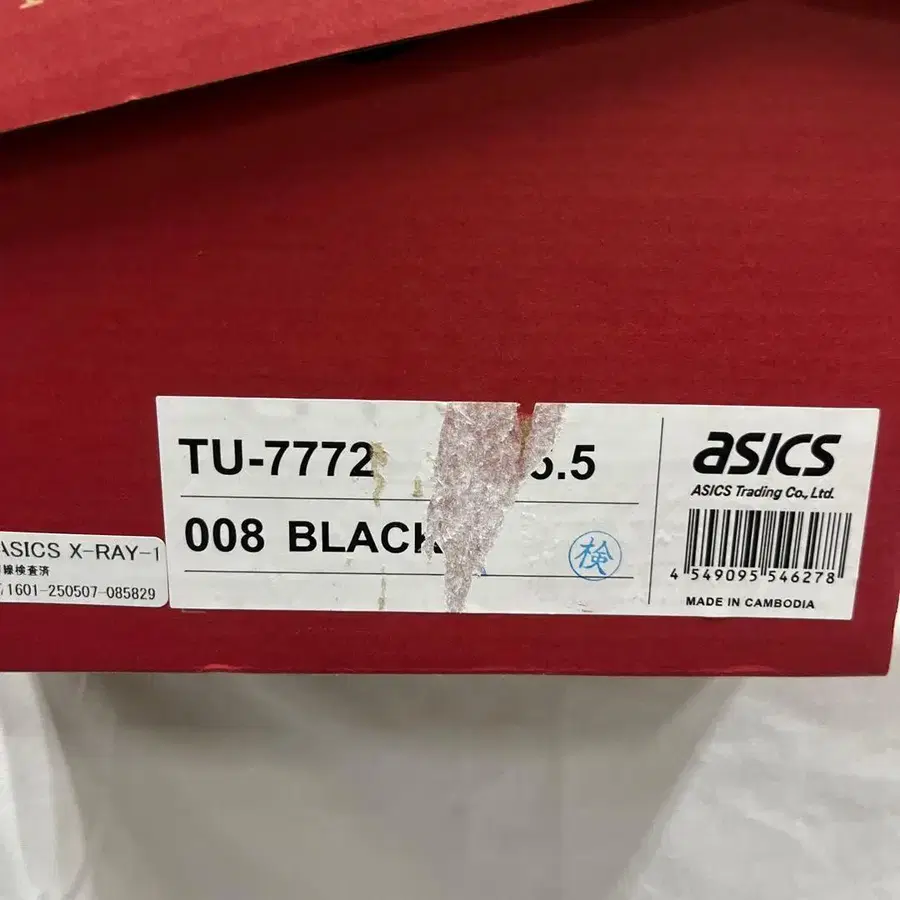 TU-7772 5.5
008 BLACK
検
asics
ASICS Trading Co., Ltd.
4 549095 546278
MADE IN CAMBODIA
ASICS X-RAY-1
線検査済
1601-250507-085829